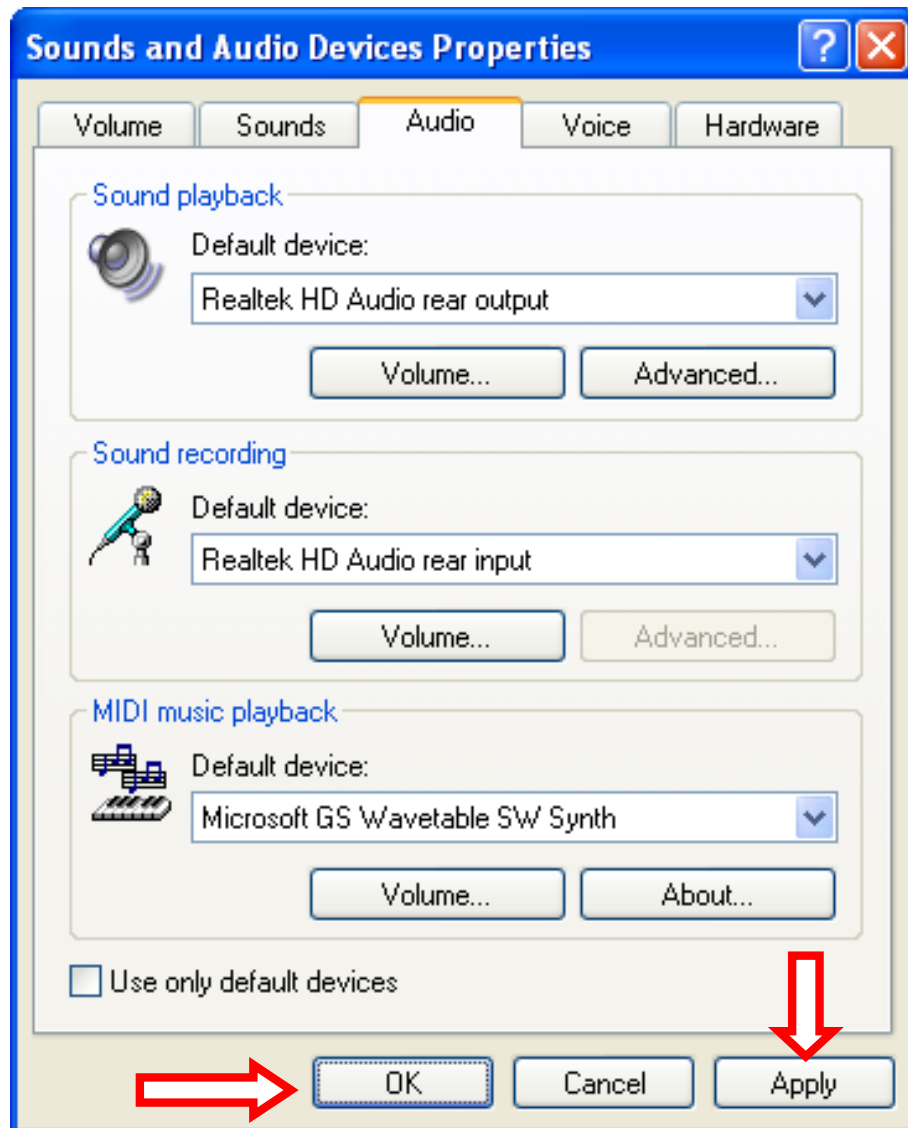 Sounds and Audio Devices Properties
?
Volume
Sounds
Audio
Voice
Hardware
Sound playback
Default device:
Realtek HD Audio rear output
Volume...
Advanced...
Sound recording
Default device:
Realtek HD Audio rear input
Volume...
Advanced...
MIDI music playback
Default device:
Microsoft GS Wavetable SW Synth
Volume...
About...
Use only default devices
OK
Cancel
Apply